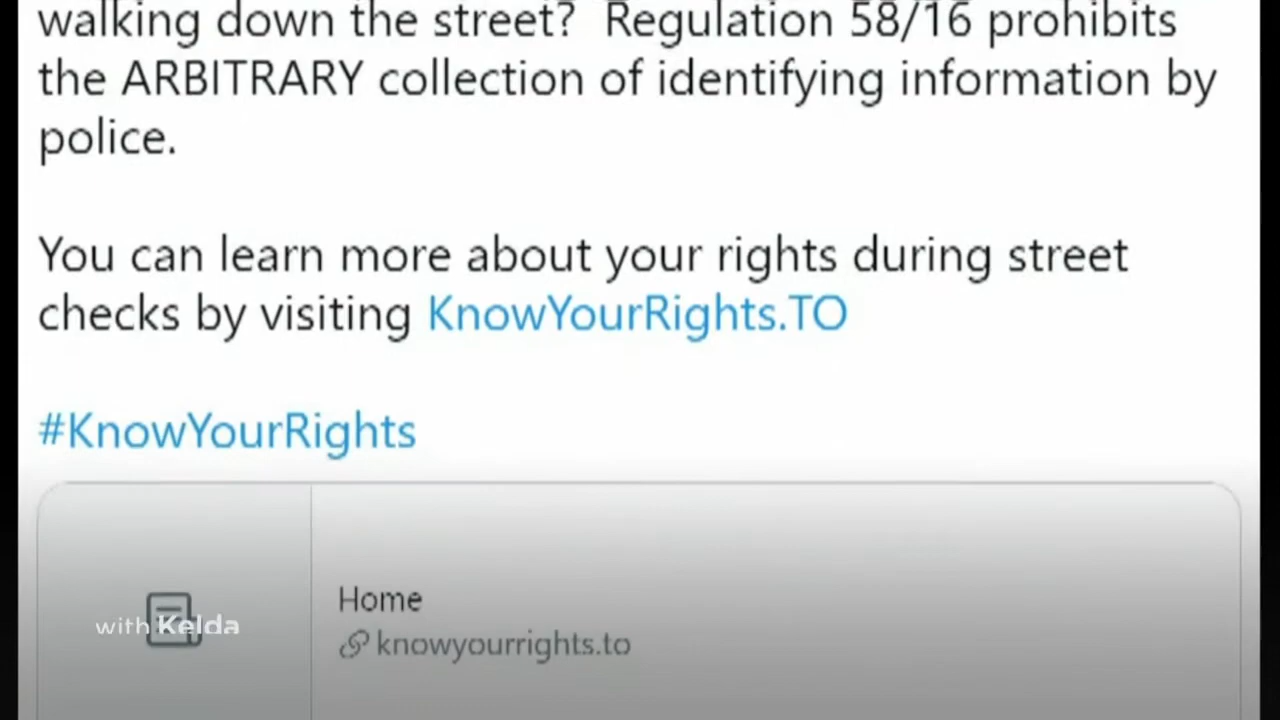 walking down the street? Regulation 58/16 prohibits
the ARBITRARY collection of identifying information by
police.
You can learn more about your rights during street
checks by visiting KnowYourRights.TO
#KnowYourRights
Home
knowyourrights.to
with Kelda